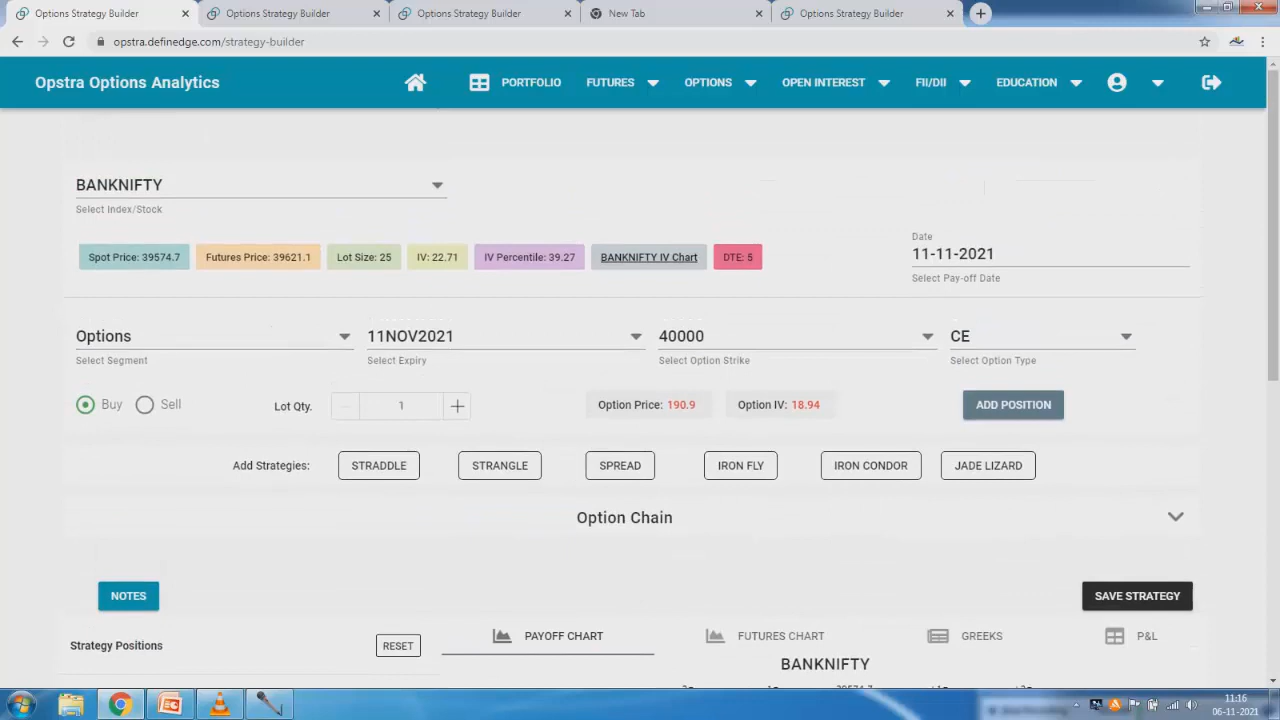 Options Strategy Builder
Options Strategy Builder
Options Strategy Builder
New Tab
Options Strategy Builder
opstra.definedge.com/strategy-builder
Opstra Options Analytics
PORTFOLIO
FUTURES
OPTIONS
OPEN INTEREST
FII/DII
EDUCATION
BANKNIFTY
Select Index/Stock
Spot Price: 39574.7
Futures Price: 39621.1
Lot Size: 25
IV: 22.71
IV Percentile: 39.27
BANKNIFTY IV Chart
DTE: 5
Date
11-11-2021
Select Pay-off Date
Options
Select Segment
11NOV2021
Select Expiry
40000
Select Option Strike
CE
Select Option Type
Buy
Sell
Lot Qty.
1
Option Price: 190.9
Option IV: 18.94
ADD POSITION
Add Strategies:
STRADDLE
STRANGLE
SPREAD
IRON FLY
IRON CONDOR
JADE LIZARD
Option Chain
NOTES
SAVE STRATEGY
Strategy Positions
RESET
PAYOFF CHART
FUTURES CHART
GREEKS
P&L
BANKNIFTY
11:16
06-11-2021